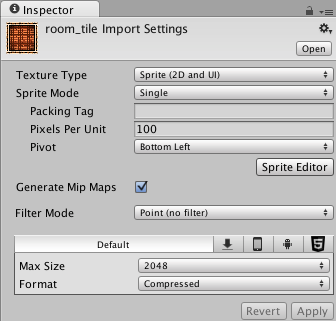 Inspector
room_tile Import Settings
Open
Texture Type Sprite (2D and UI)
Sprite Mode Single
Packing Tag
Pixels Per Unit 100
Pivot Bottom Left
Sprite Editor
Generate Mip Maps
Filter Mode Point (no filter)
Default
Max Size 2048
Format Compressed
Revert Apply